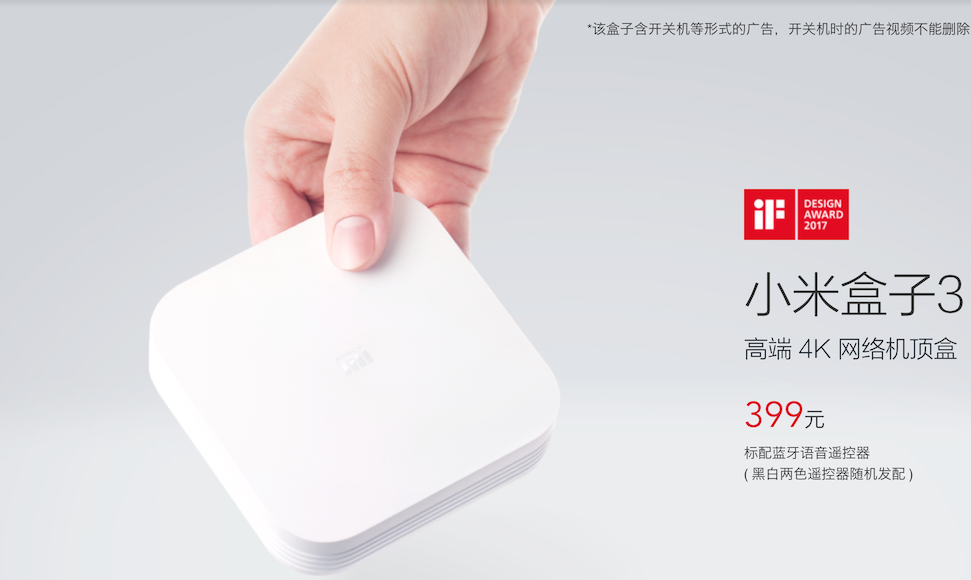 *该盒子含开关机等形式的广告，开关机时的广告视频不能删除
iF
DESIGN
AWARD
2017
小米盒子3
高端 4K 网络机顶盒
399元
标配蓝牙语音遥控器
( 黑白两色遥控器随机发配 )